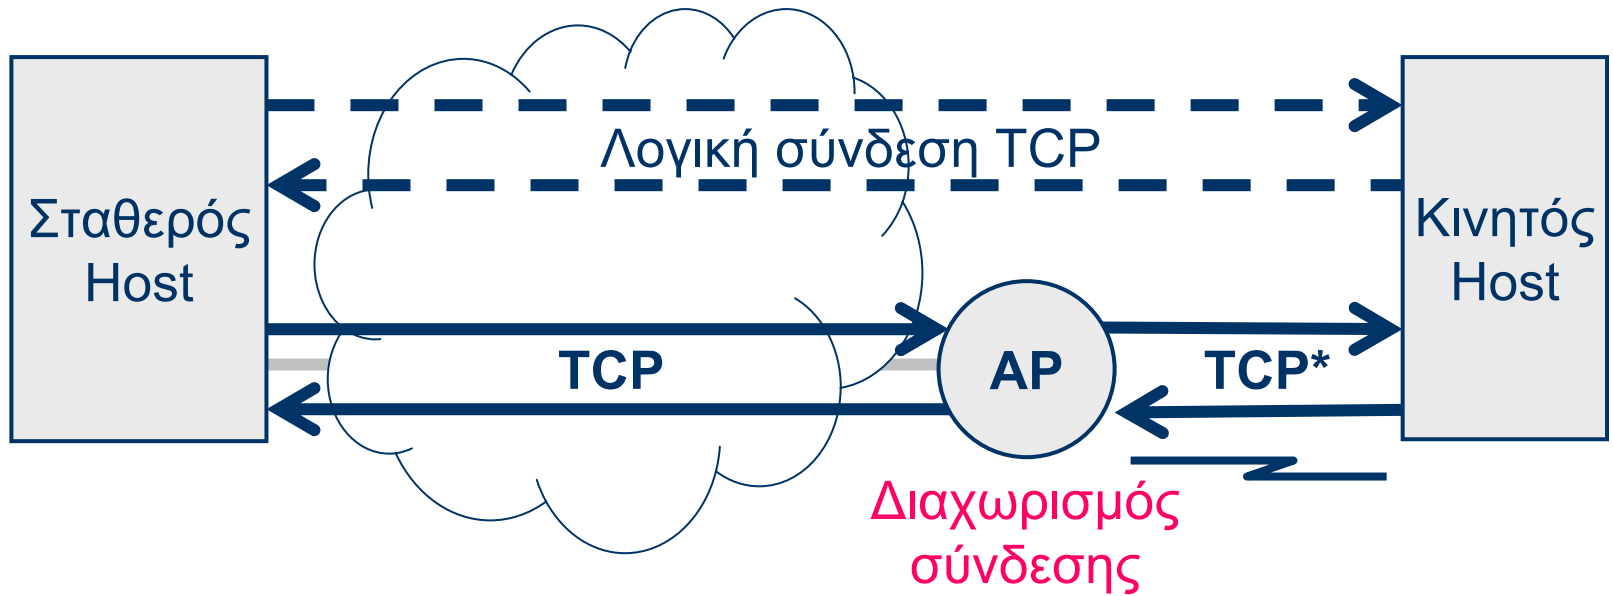 Λογική σύνδεση TCP
Σταθερός
Host
Κινητός
Host
TCP
AP
TCP*
Διαχωρισμός
σύνδεσης